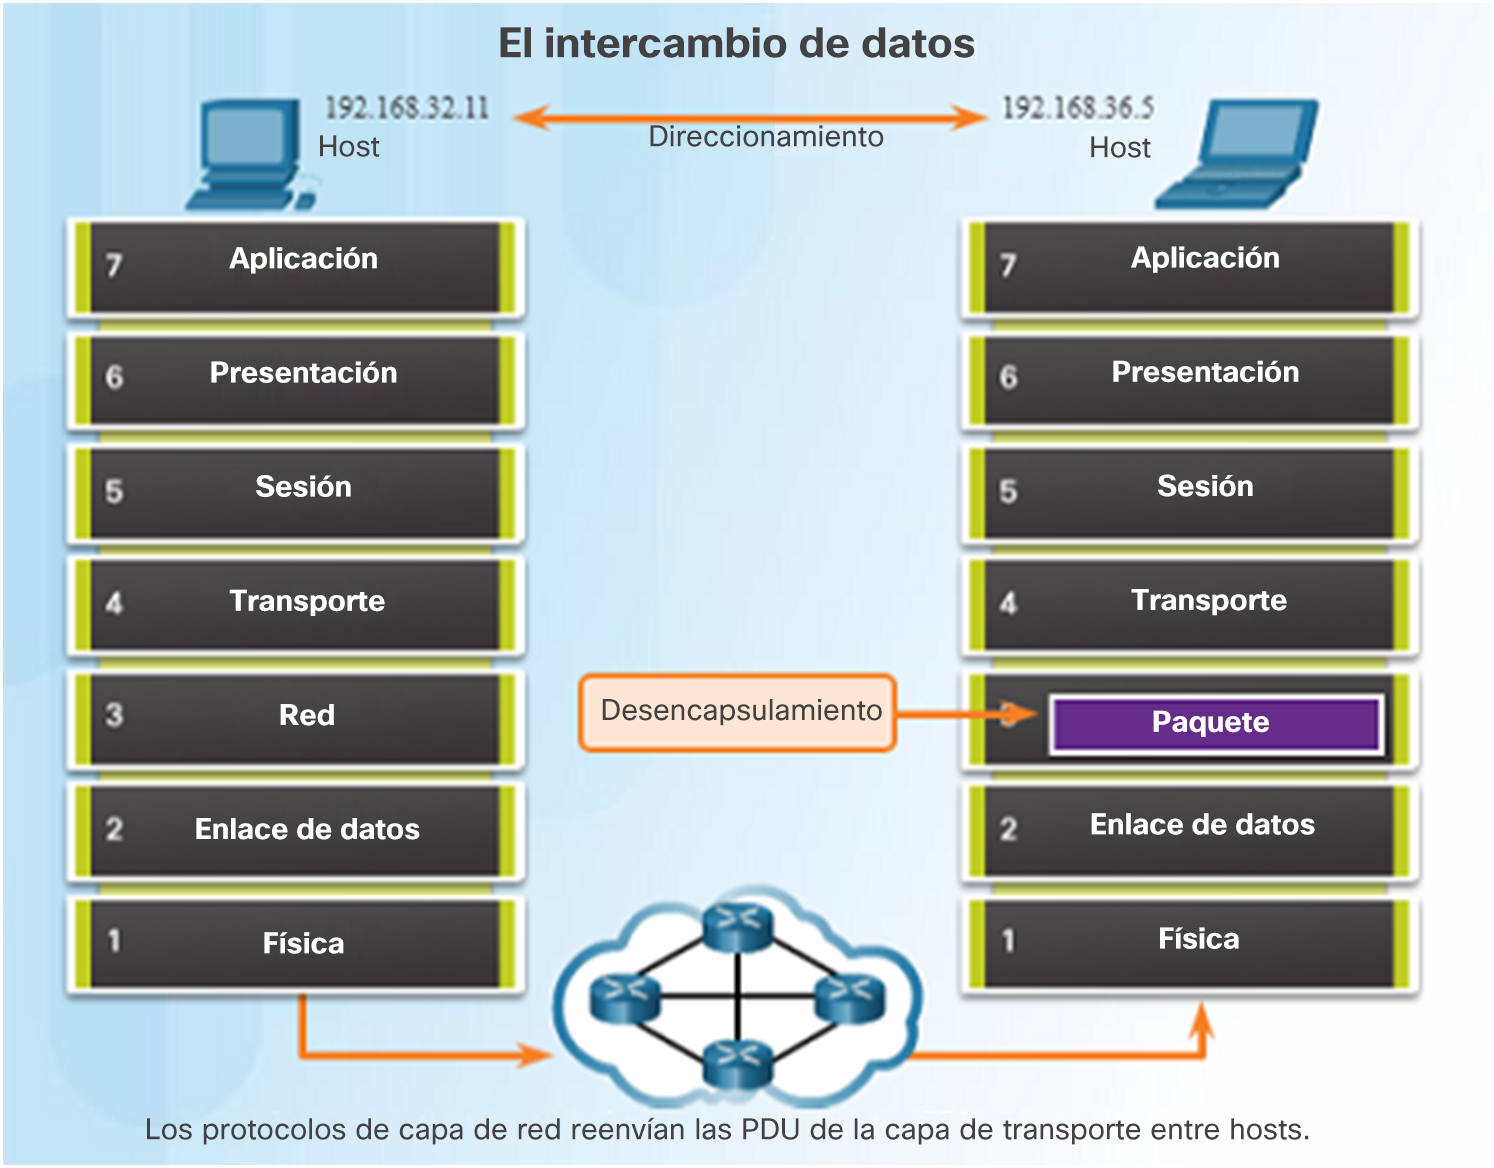 El intercambio de datos
192.168.32.11
Host
Direccionamiento
192.168.36.5
Host
7 Aplicación
6 Presentación
5 Sesión
4 Transporte
3 Red
2 Enlace de datos
1 Física
Desencapsulamiento
7 Aplicación
6 Presentación
5 Sesión
4 Transporte
3 Paquete
2 Enlace de datos
1 Física
Los protocolos de capa de red reenvían las PDU de la capa de transporte entre hosts.